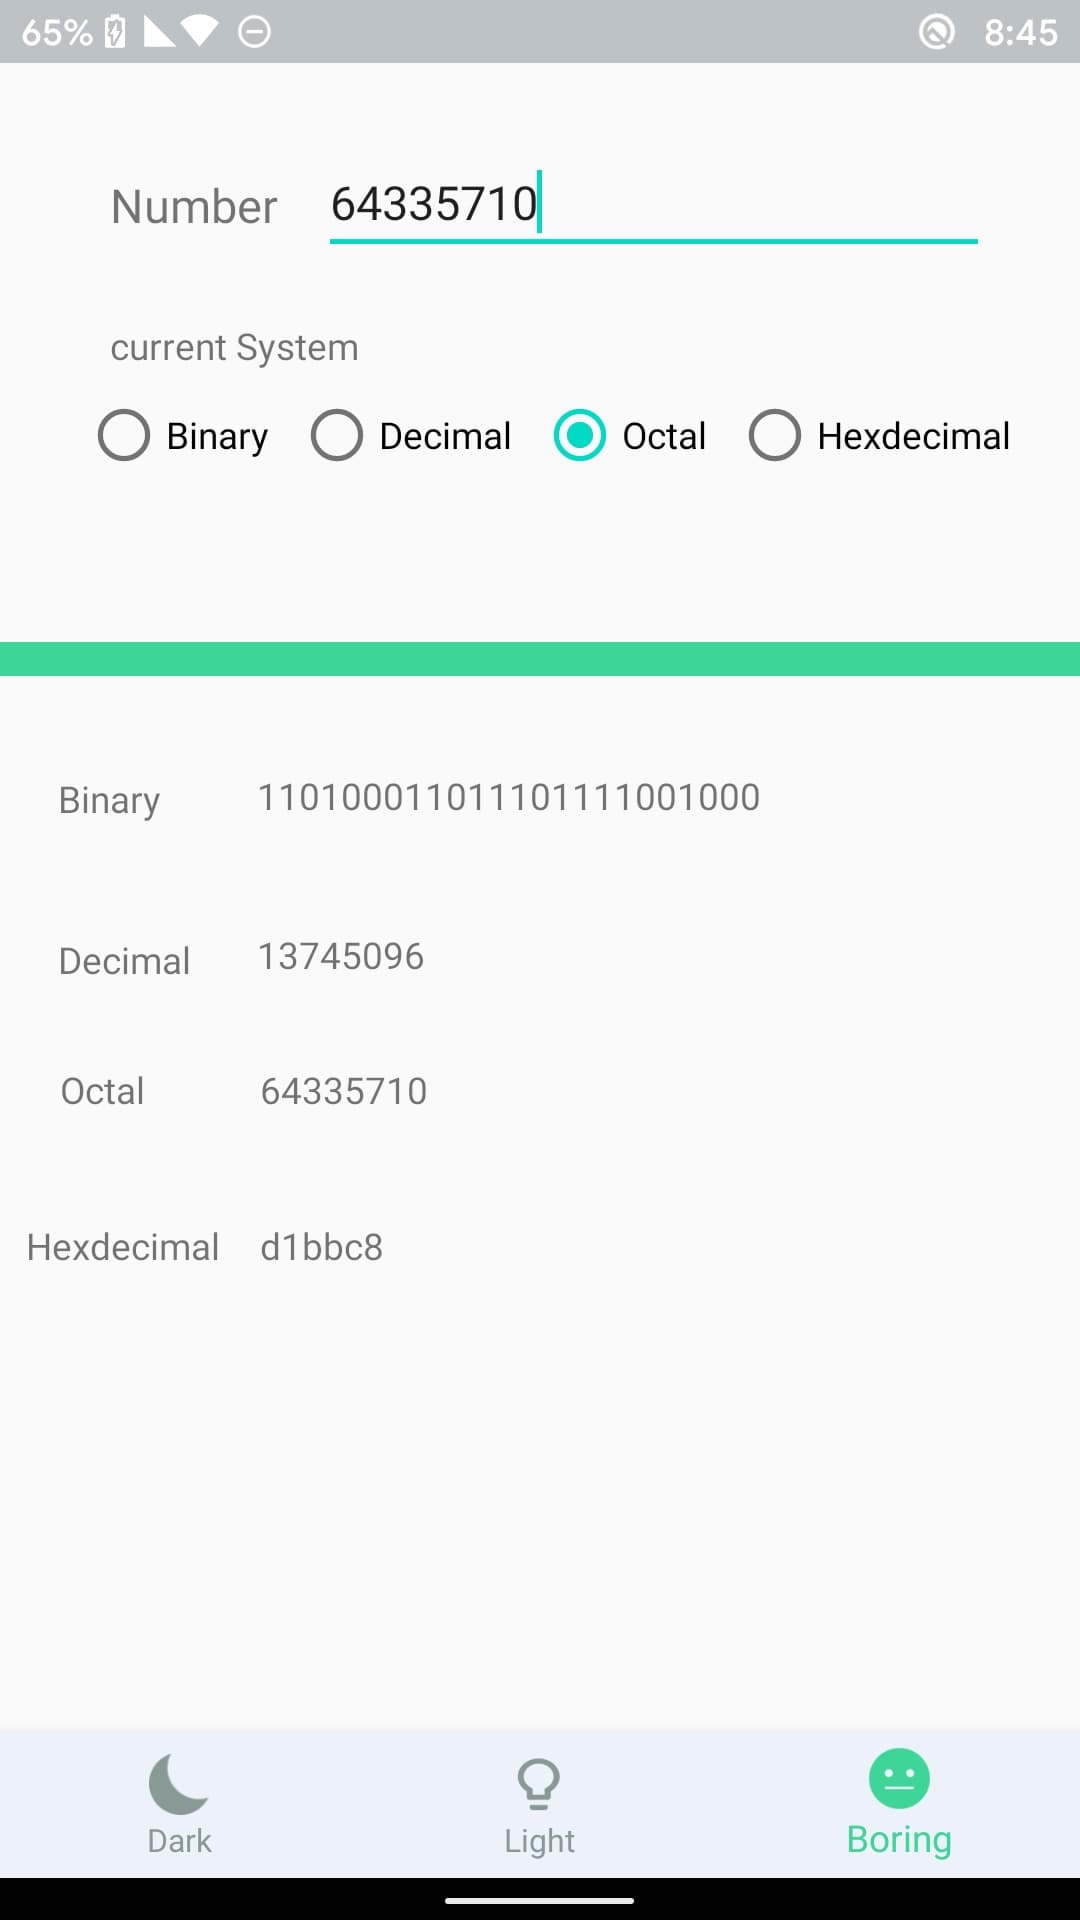 65%
8:45
Number 64335710
current System
Binary Decimal Octal Hexdecimal
Binary 110100011011101111001000
Decimal 13745096
Octal 64335710
Hexdecimal d1bbc8
Dark Light Boring